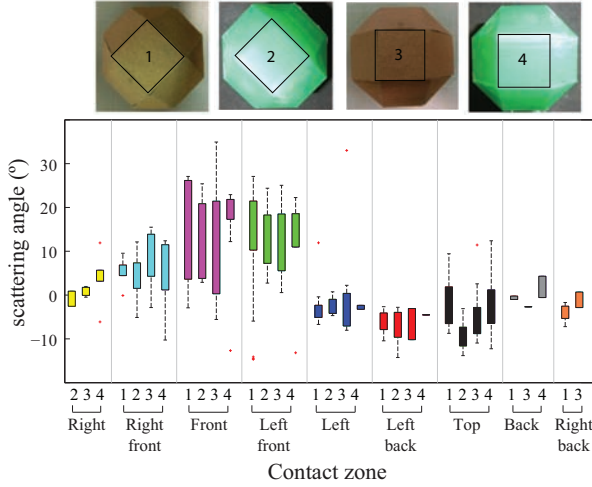 1 2 3 4
scattering angle (º)
30
20
10
0
−10
2 3 4 1 2 3 4 1 2 3 4 1 2 3 4 1 2 3 4 1 2 3 4 1 2 3 4 1 3 4 1 3
Right Right front Front Left front Left Left back Top Back Right back
Contact zone